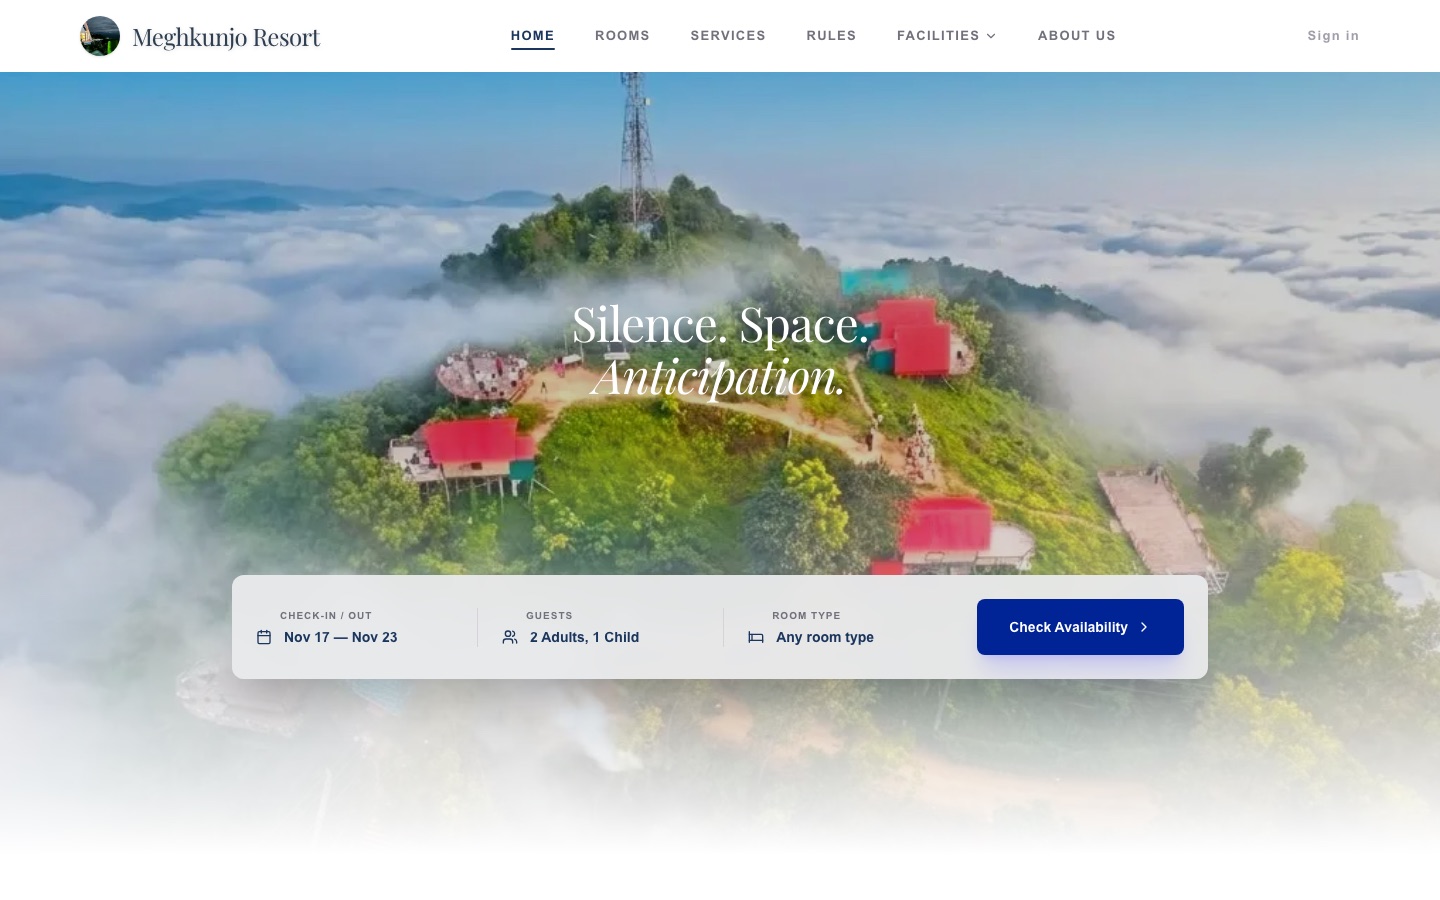 Meghkunjo Resort
HOME
ROOMS
SERVICES
RULES
FACILITIES
ABOUT US
Sign in
Silence. Space.
Anticipation.
CHECK-IN / OUT
Nov 17 — Nov 23
GUESTS
2 Adults, 1 Child
ROOM TYPE
Any room type
Check Availability